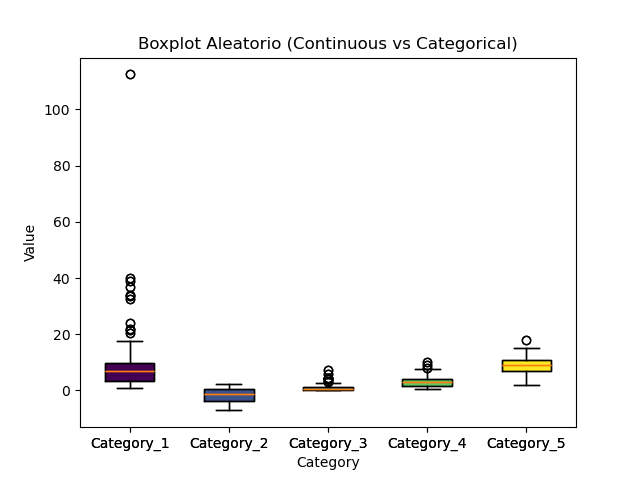 Boxplot Aleatorio (Continuous vs Categorical)
100
80
60
40
20
0
Value
Category_1 Category_2 Category_3 Category_4 Category_5
Category